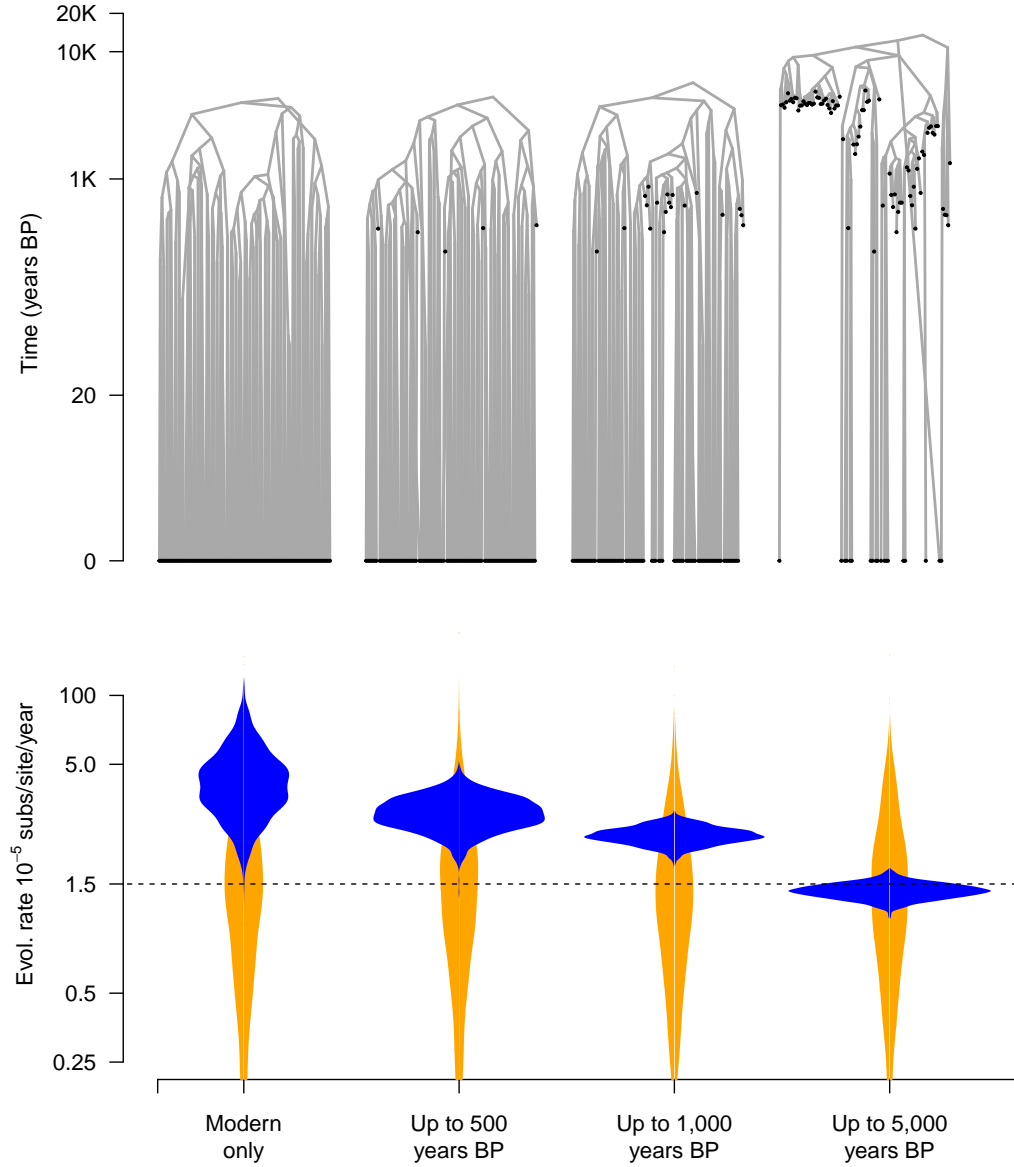 20K
10K
1K
20
0
Time (years BP)
100
5.0
1.5
0.5
0.25
Evol. rate 10⁻⁵ subs/site/year
Modern only
Up to 500 years BP
Up to 1,000 years BP
Up to 5,000 years BP